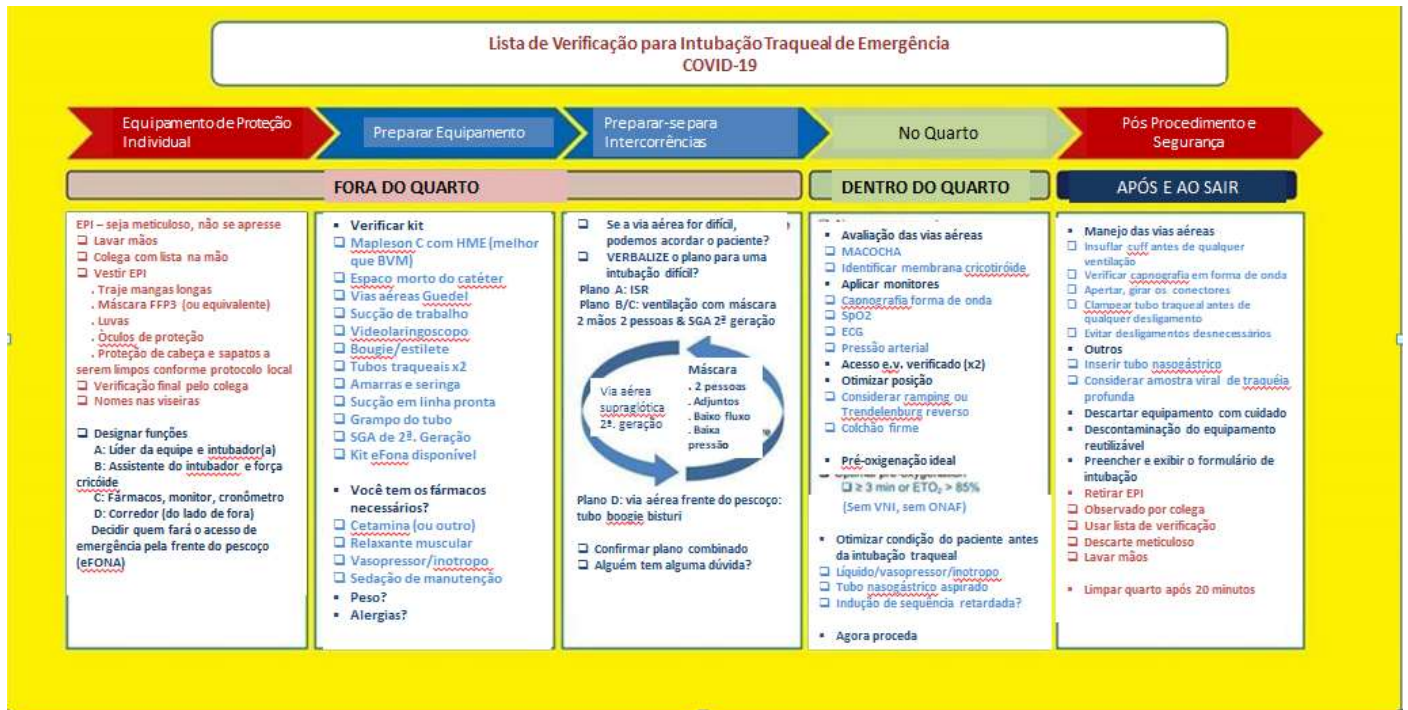 Lista de Verificação para Intubação Traqueal de Emergência
COVID-19
Equipamento de Proteção
Individual
Preparar Equipamento
Preparar-se para
Intercorrências
No Quarto
Pós Procedimento e
Segurança
FORA DO QUARTO
DENTRO DO QUARTO
APÓS E AO SAIR
EPI – seja meticuloso, não se apresse
❑ Lavar mãos
❑ Colega com lista na mão
❑ Vestir EPI
. Traje mangas longas
. Máscara FFP3 (ou equivalente)
. Luvas
. Òculos de proteção
. Proteção de cabeça e sapatos a
serem limpos conforme protocolo local
❑ Verificação final pelo colega
❑ Nomes nas viseiras
❑ Designar funções
A: Líder da equipe e intubador(a)
B: Assistente do intubador e força
cricóide
C: Fármacos, monitor, cronômetro
D: Corredor (do lado de fora)
Decidir quem fará o acesso de
emergência pela frente do pescoço
(eFONA)
▪ Verificar kit
❑ Mapleson C com HME (melhor
que BVM)
❑ Espaco morto do catéter
❑ Vias aéreas Guedel
❑ Sucção de trabalho
❑ Videolaringoscopo
❑ Bougie/estilete
❑ Tubos traqueais x2
❑ Amarras e seringa
❑ Sucção em linha pronta
❑ Grampo do tubo
❑ SGA de 2ª. Geração
❑ Kit eFona disponível
▪ Você tem os fármacos
necessários?
❑ Cetamina (ou outro)
❑ Relaxante muscular
❑ Vasopressor/inotropo
❑ Sedação de manutenção
▪ Peso?
▪ Alergias?
❑ Se a via aérea for difícil,
podemos acordar o paciente?
❑ VERBALIZE o plano para uma
intubação difícil?
Plano A: ISR
Plano B/C: ventilação com máscara
2 mãos 2 pessoas & SGA 2ª geração
Via aérea
supraglótica
2ª. geração
Máscara
. 2 pessoas
. Adjuntos
. Baixo fluxo
. Baixa
pressão
Plano D: via aérea frente do pescoço:
tubo boogie bisturi
❑ Confirmar plano combinado
❑ Alguém tem alguma dúvida?
▪ Avaliação das vias aéreas
❑ MACOCHA
❑ Identificar membrana cricotiróide
▪ Aplicar monitores
❑ Capnografia forma de onda
❑ SpO2
❑ ECG
❑ Pressão arterial
▪ Acesso e.v. verificado (x2)
▪ Otimizar posição
❑ Considerar ramping ou
Trendelenburg reverso
❑ Colchão firme
▪ Pré-oxigenação ideal
❑ ≥ 3 min or ETO₂ > 85%
(Sem VNI, sem ONAF)
▪ Otimizar condição do paciente antes
da intubação traqueal
❑ Líquido/vasopressor/inotropo
❑ Tubo nasogástrico aspirado
❑ Indução de sequência retardada?
▪ Agora proceda
▪ Manejo das vias aéreas
❑ Insuflar cuff antes de qualquer
ventilação
❑ Verificar capnografia em forma de onda
❑ Apertar, girar os conectores
❑ Clampear tubo traqueal antes de
qualquer desligamento
❑ Evitar desligamentos desnecessários
▪ Outros
❑ Inserir tubo nasogástrico
❑ Considerar amostra viral de traquéia
profunda
▪ Descartar equipamento com cuidado
▪ Descontaminação do equipamento
reutilizável
▪ Preencher e exibir o formulário de
intubação
▪ Retirar EPI
❑ Observado por colega
❑ Usar lista de verificação
❑ Descarte meticuloso
❑ Lavar mãos
▪ Limpar quarto após 20 minutos